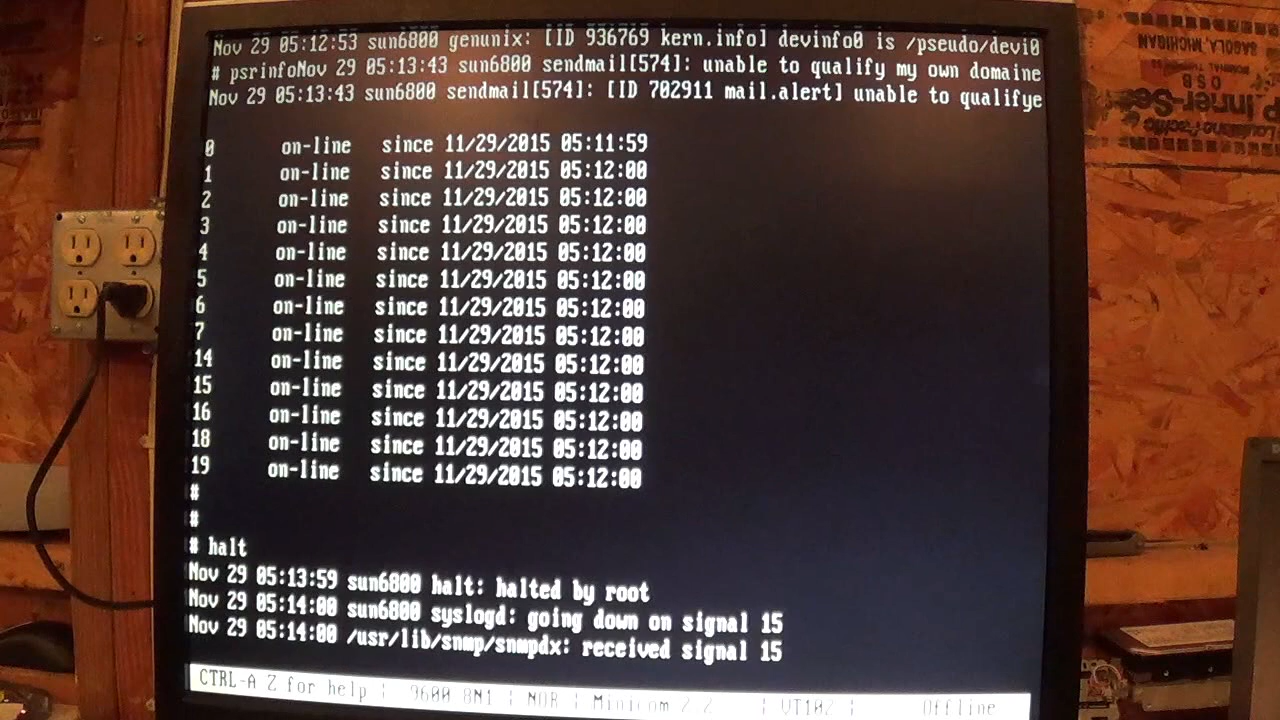 Nov 29 05:12:53 sun6800 genunix: [ID 936769 kern.info] devinfo0 is /pseudo/devi0
# psrinfoNov 29 05:13:43 sun6800 sendmail[574]: unable to qualify my own domaine
Nov 29 05:13:43 sun6800 sendmail[574]: [ID 702911 mail.alert] unable to qualifye
0 on-line since 11/29/2015 05:11:59
1 on-line since 11/29/2015 05:12:00
2 on-line since 11/29/2015 05:12:00
3 on-line since 11/29/2015 05:12:00
4 on-line since 11/29/2015 05:12:00
5 on-line since 11/29/2015 05:12:00
6 on-line since 11/29/2015 05:12:00
7 on-line since 11/29/2015 05:12:00
14 on-line since 11/29/2015 05:12:00
15 on-line since 11/29/2015 05:12:00
16 on-line since 11/29/2015 05:12:00
18 on-line since 11/29/2015 05:12:00
19 on-line since 11/29/2015 05:12:00
#
#
# halt
Nov 29 05:13:59 sun6800 halt: halted by root
Nov 29 05:14:00 sun6800 syslogd: going down on signal 15
Nov 29 05:14:00 /usr/lib/snmp/snmpdx: received signal 15
CTRL-A Z for help | 9600 8N1 | NOR | Minicom 2.2 | VT102 | Offline
SAGOLA, MICHIGAN
OSB
Inner-Se
Louisiana Pacific